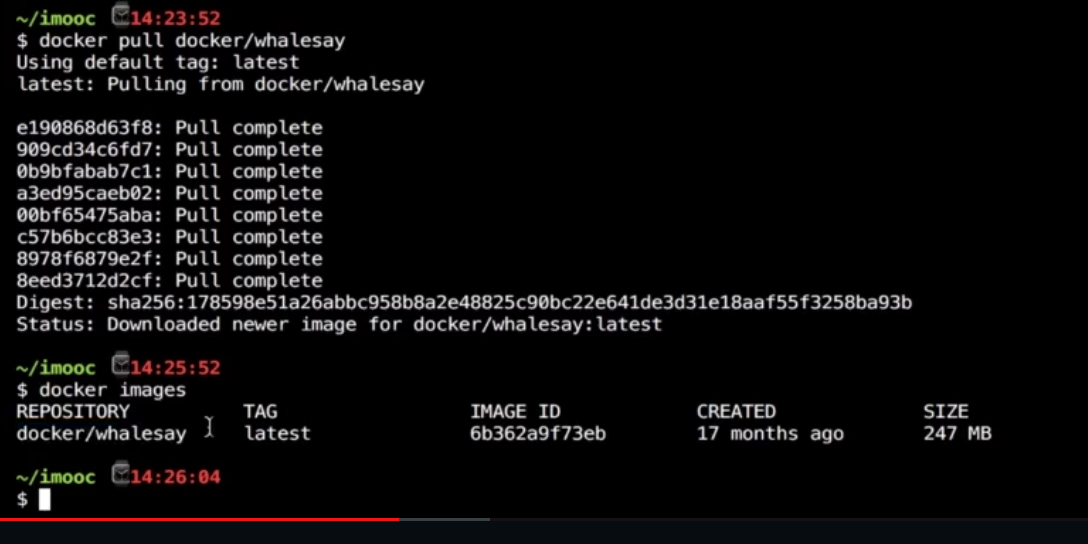 ~/imooc 14:23:52
$ docker pull docker/whalesay
Using default tag: latest
latest: Pulling from docker/whalesay
e190868d63f8: Pull complete
909cd34c6fd7: Pull complete
0b9bfabab7c1: Pull complete
a3ed95caeb02: Pull complete
00bf65475aba: Pull complete
c57b6bcc83e3: Pull complete
8978f6879e2f: Pull complete
8eed3712d2cf: Pull complete
Digest: sha256:178598e51a26abbc958b8a2e48825c90bc22e641de3d31e18aaf55f3258ba93b
Status: Downloaded newer image for docker/whalesay:latest
~/imooc 14:25:52
$ docker images
REPOSITORY TAG IMAGE ID CREATED SIZE
docker/whalesay latest 6b362a9f73eb 17 months ago 247 MB
~/imooc 14:26:04
$